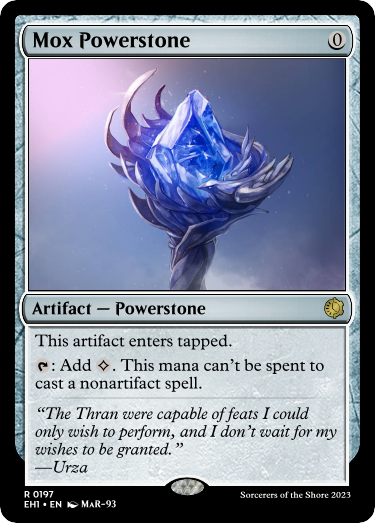 Mox Powerstone 0
Artifact — Powerstone
This artifact enters tapped.
: Add . This mana can't be spent to
cast a nonartifact spell.
“The Thran were capable of feats I could
only wish to perform, and I don't wait for my
wishes to be granted.”
—Urza
R 0197
EH1 • EN MAR-93
Sorcerers of the Shore 2023